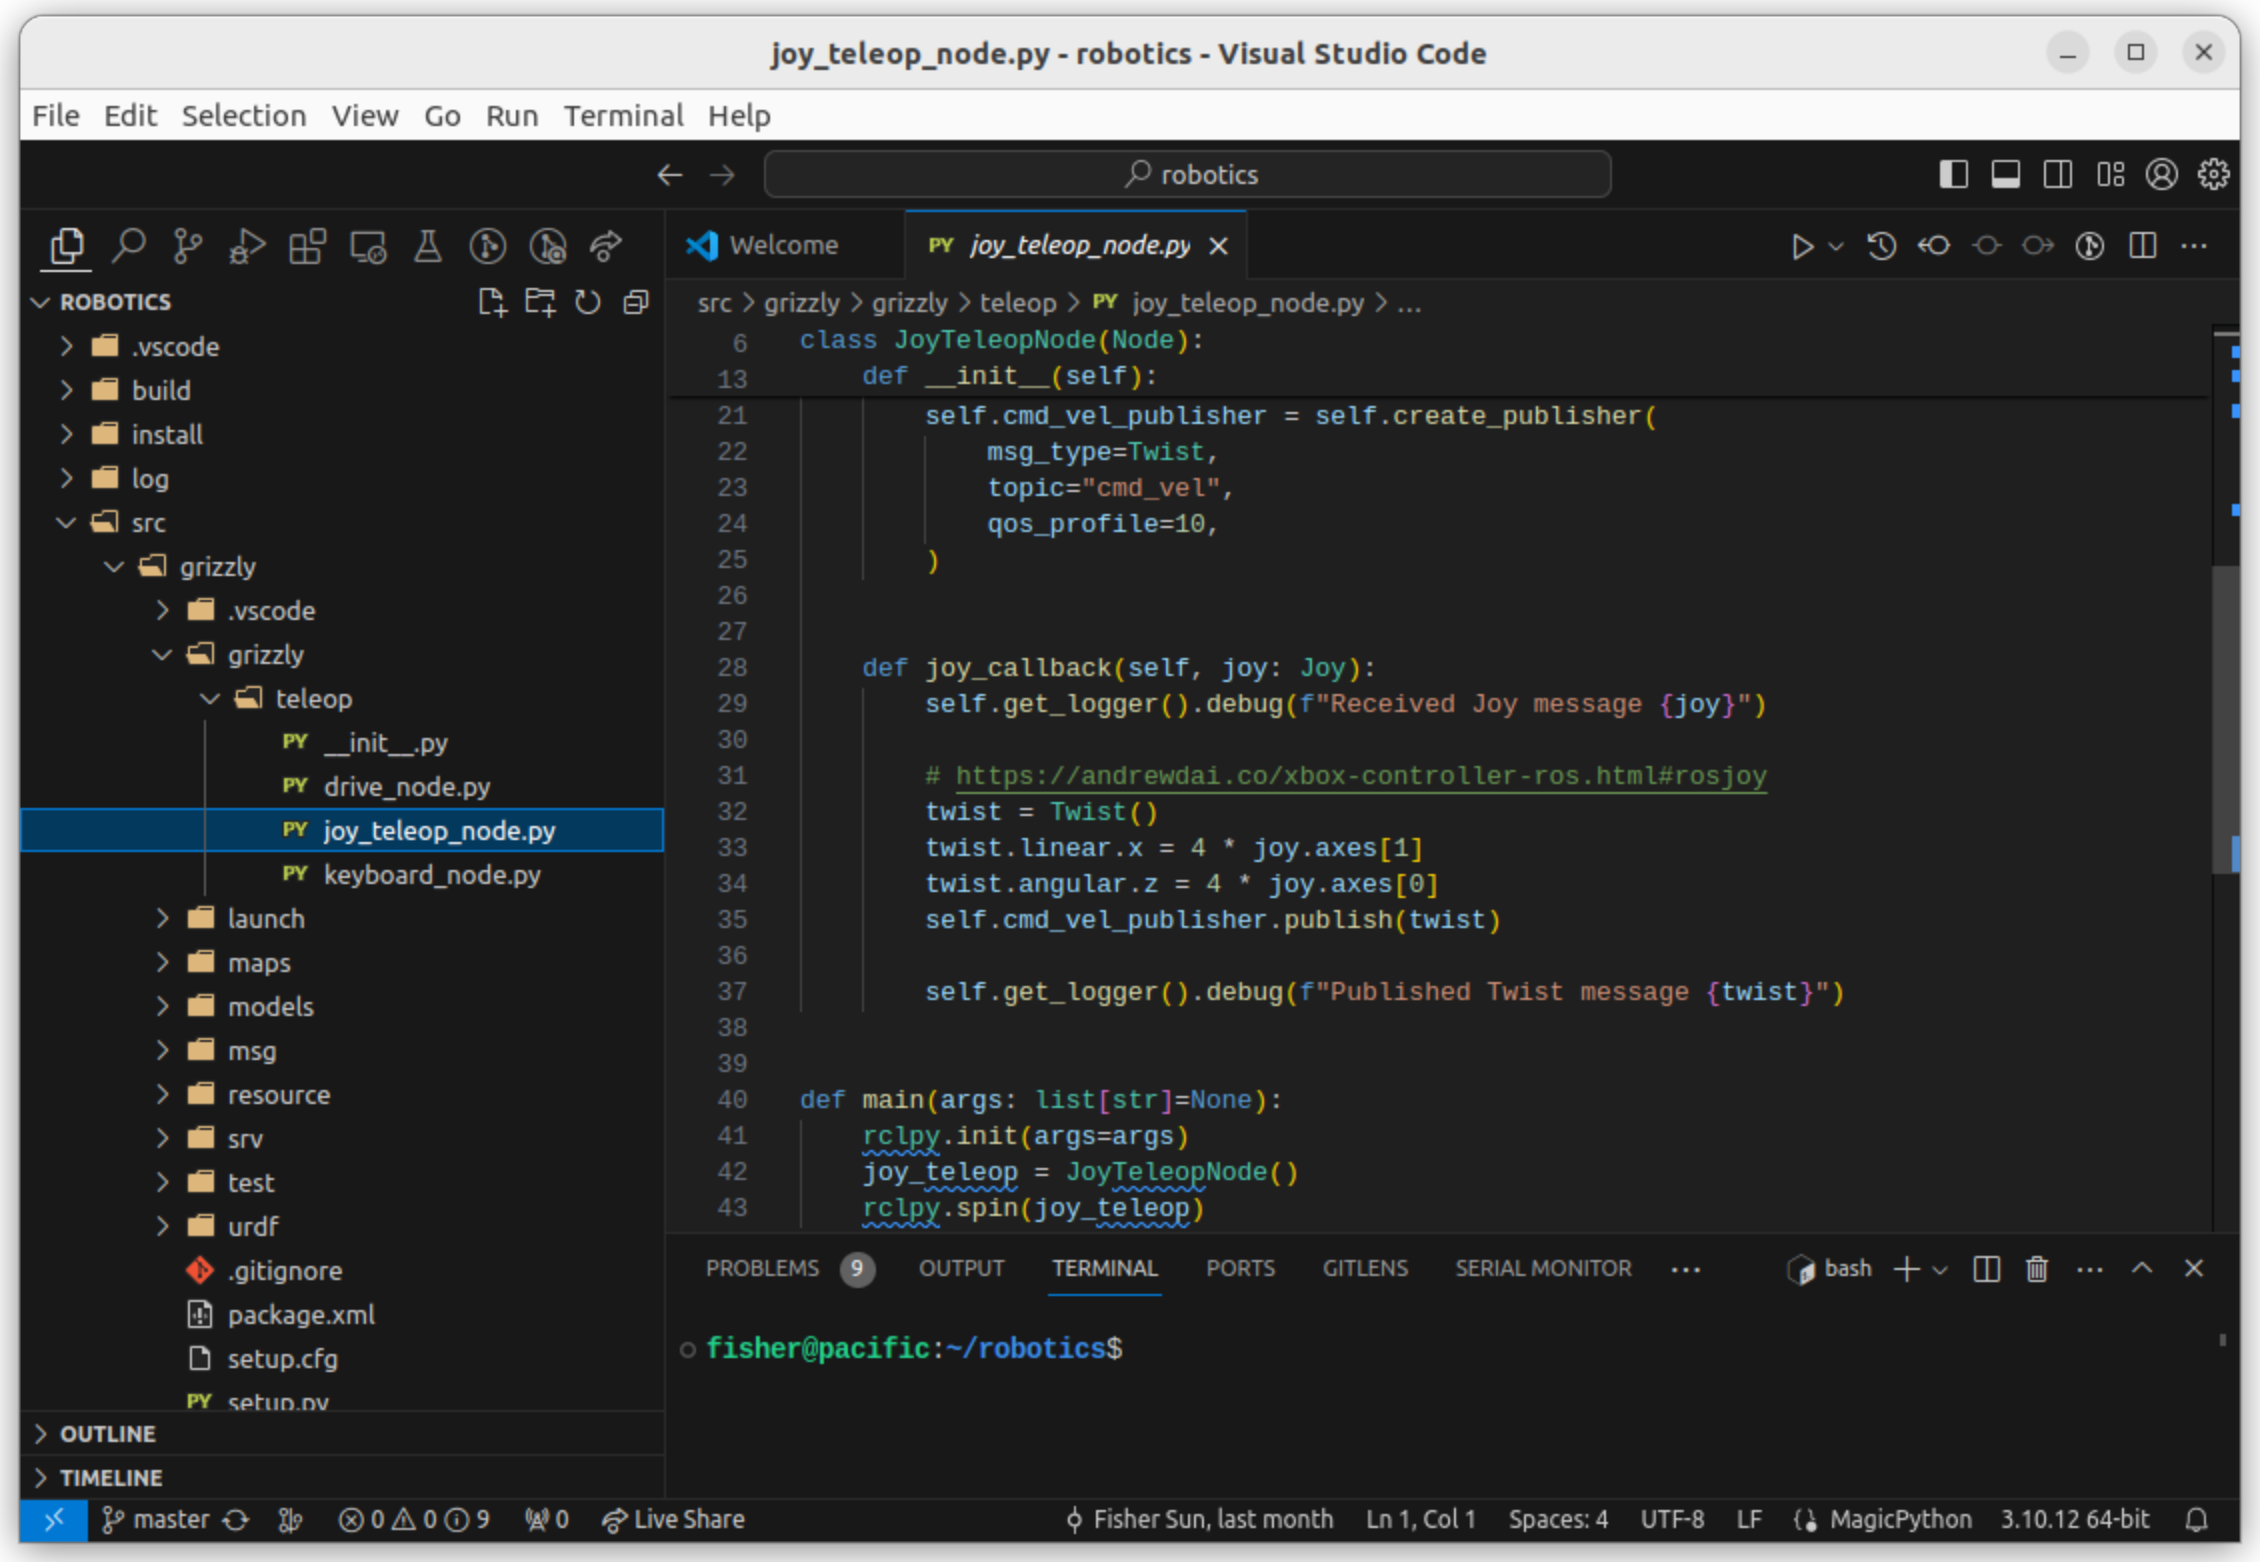 joy_teleop_node.py - robotics - Visual Studio Code
File Edit Selection View Go Run Terminal Help
robotics
ROBOTICS
.vscode
build
install
log
src
grizzly
.vscode
grizzly
teleop
PY __init__.py
PY drive_node.py
PY joy_teleop_node.py
PY keyboard_node.py
launch
maps
models
msg
resource
srv
test
urdf
.gitignore
package.xml
setup.cfg
PY setup.py
OUTLINE
TIMELINE
Welcome
PY joy_teleop_node.py
src > grizzly > grizzly > teleop > PY joy_teleop_node.py > ...
6 class JoyTeleopNode(Node):
13 def __init__(self):
21 self.cmd_vel_publisher = self.create_publisher(
22 msg_type=Twist,
23 topic="cmd_vel",
24 qos_profile=10,
25 )
26
27
28 def joy_callback(self, joy: Joy):
29 self.get_logger().debug(f"Received Joy message {joy}")
30
31 # https://andrewdai.co/xbox-controller-ros.html#rosjoy
32 twist = Twist()
33 twist.linear.x = 4 * joy.axes[1]
34 twist.angular.z = 4 * joy.axes[0]
35 self.cmd_vel_publisher.publish(twist)
36
37 self.get_logger().debug(f"Published Twist message {twist}")
38
39
40 def main(args: list[str]=None):
41 rclpy.init(args=args)
42 joy_teleop = JoyTeleopNode()
43 rclpy.spin(joy_teleop)
PROBLEMS 9 OUTPUT TERMINAL PORTS GITLENS SERIAL MONITOR ... bash
fisher@pacific:~/robotics$
master 0 0 9 0 Live Share Fisher Sun, last month Ln 1, Col 1 Spaces: 4 UTF-8 LF MagicPython 3.10.12 64-bit